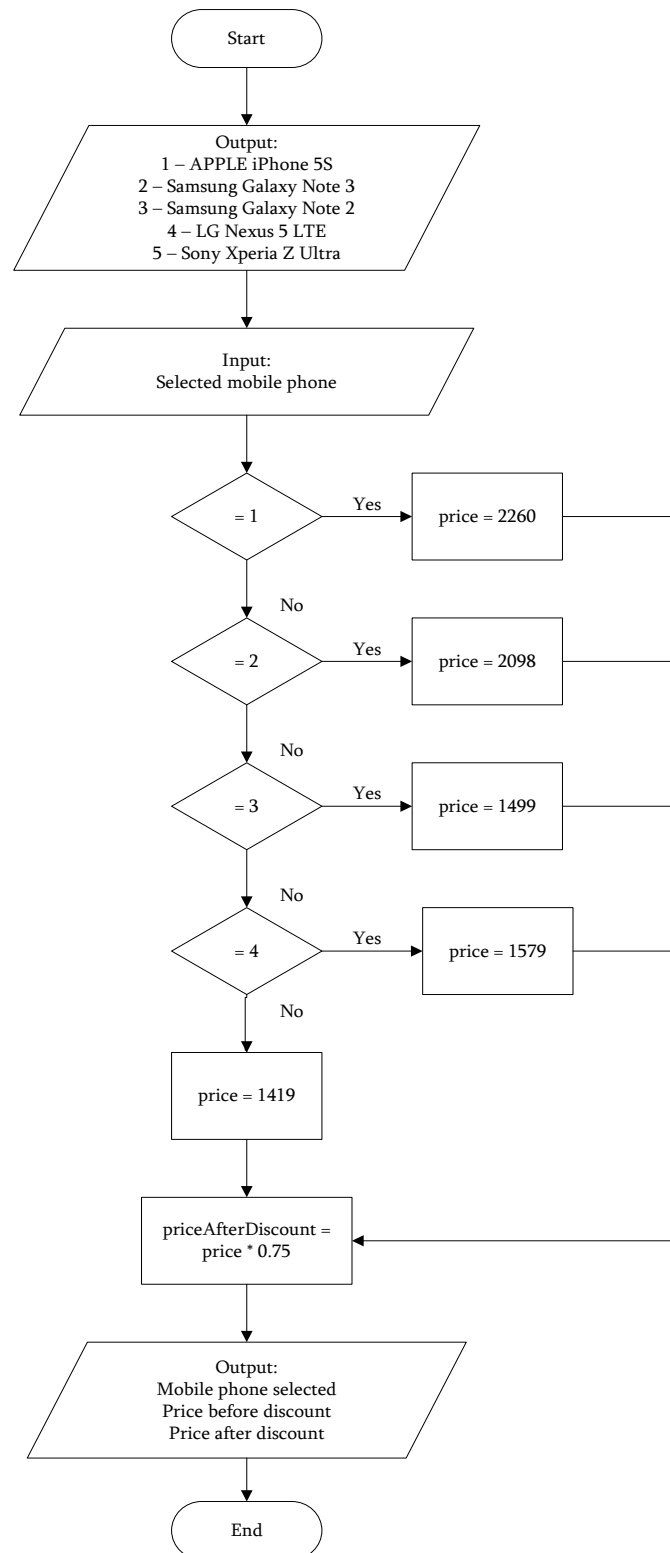 Start
Output:
1 – APPLE iPhone 5S
2 – Samsung Galaxy Note 3
3 – Samsung Galaxy Note 2
4 – LG Nexus 5 LTE
5 – Sony Xperia Z Ultra
Input:
Selected mobile phone
= 1
Yes
price = 2260
No
= 2
Yes
price = 2098
No
= 3
Yes
price = 1499
No
= 4
Yes
price = 1579
No
price = 1419
priceAfterDiscount =
price * 0.75
Output:
Mobile phone selected
Price before discount
Price after discount
End